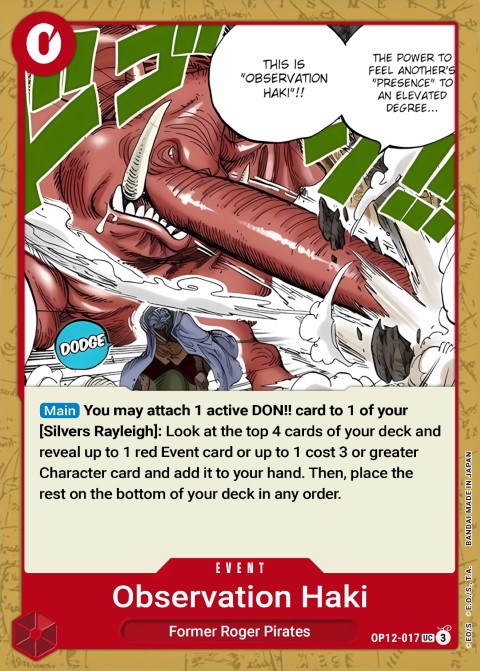 0
THIS IS
"OBSERVATION
HAKI"!!
THE POWER TO
FEEL ANOTHER'S
"PRESENCE" TO
AN ELEVATED
DEGREE...
DODGE
Main You may attach 1 active DON!! card to 1 of your
[Silvers Rayleigh]: Look at the top 4 cards of your deck and
reveal up to 1 red Event card or up to 1 cost 3 or greater
Character card and add it to your hand. Then, place the
rest on the bottom of your deck in any order.
EVENT
Observation Haki
Former Roger Pirates
OP12-017 UC 3
©E.O./S. ©E.O./S.,T.A. BANDAI MADE IN JAPAN